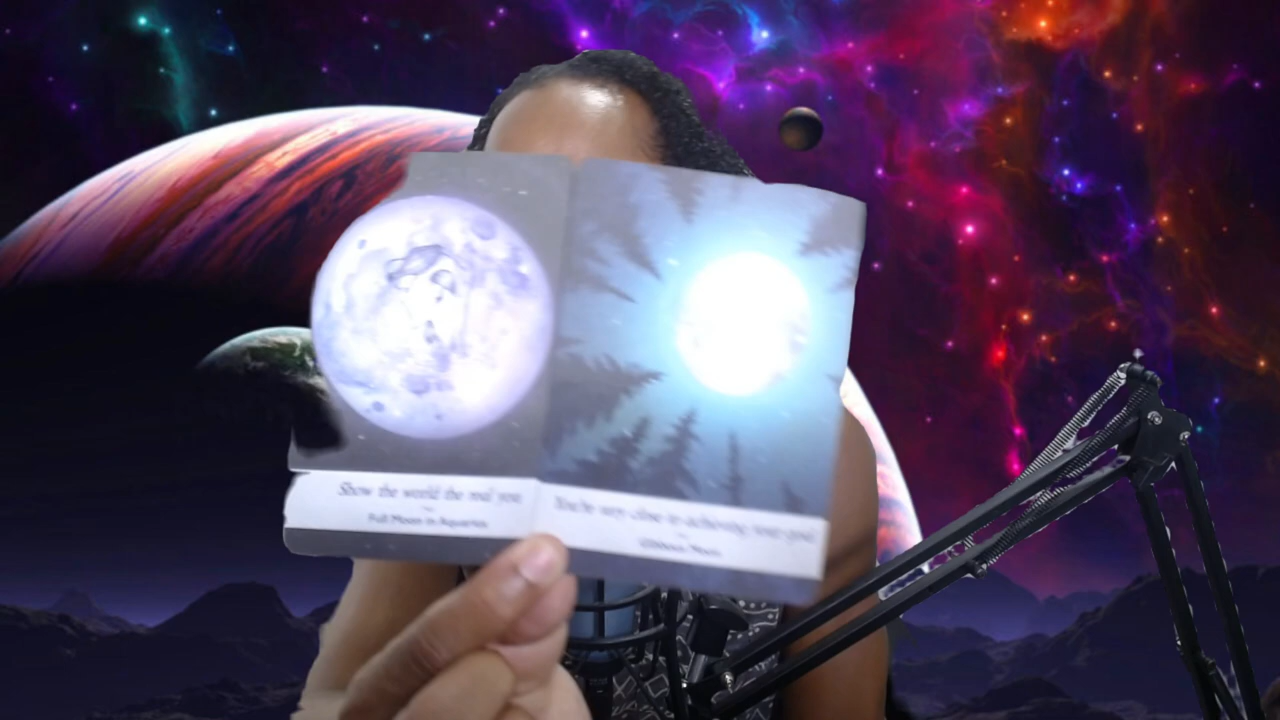 Show the world the real you
Full Moon in Aquarius
You're very close to achieving your goal
Gibbous Moon